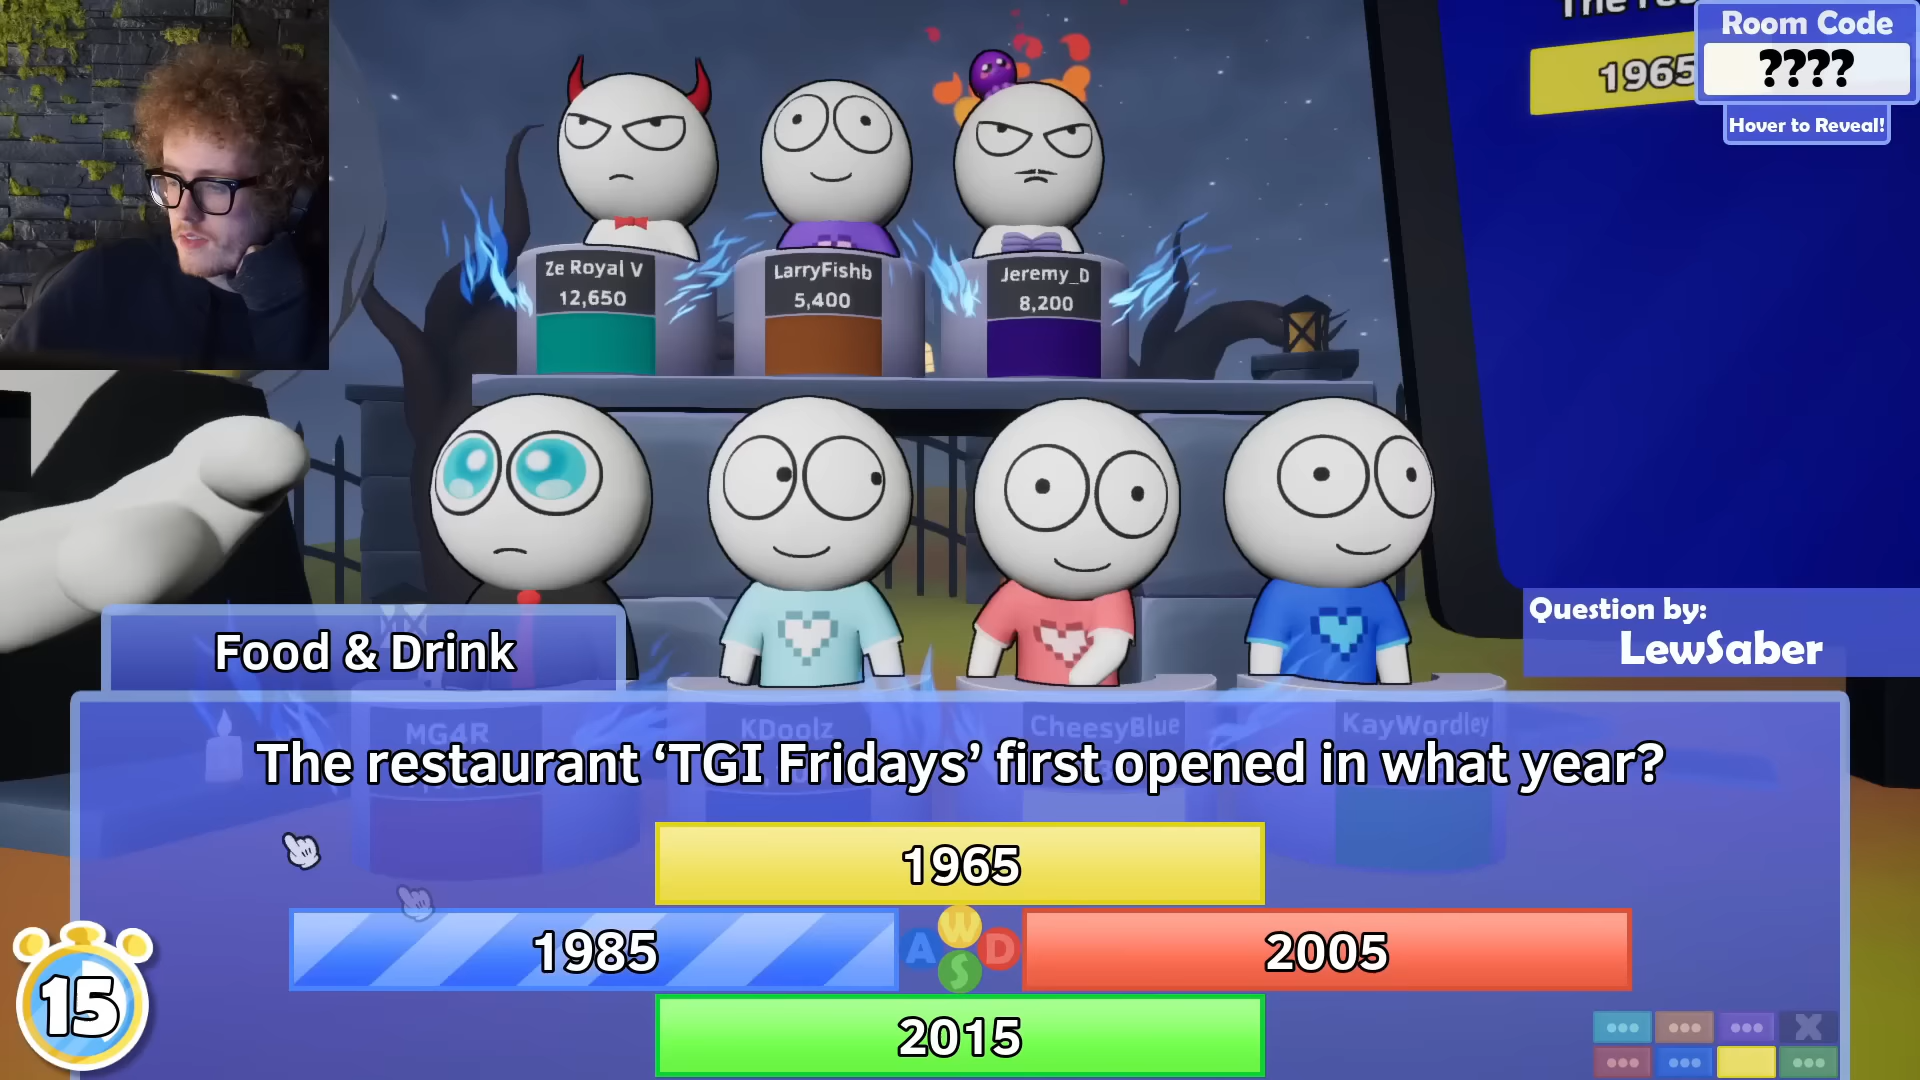 The res
1965
Room Code
????
Hover to Reveal!
Ze Royal V
12,650
LarryFishb
5,400
Jeremy_D
8,200
Question by:
LewSaber
Food & Drink
MG4R
KDoolz
CheesyBlue
KayWordley
The restaurant ‘TGI Fridays’ first opened in what year?
1965
1985
W
A
D
S
2005
2015
15
X